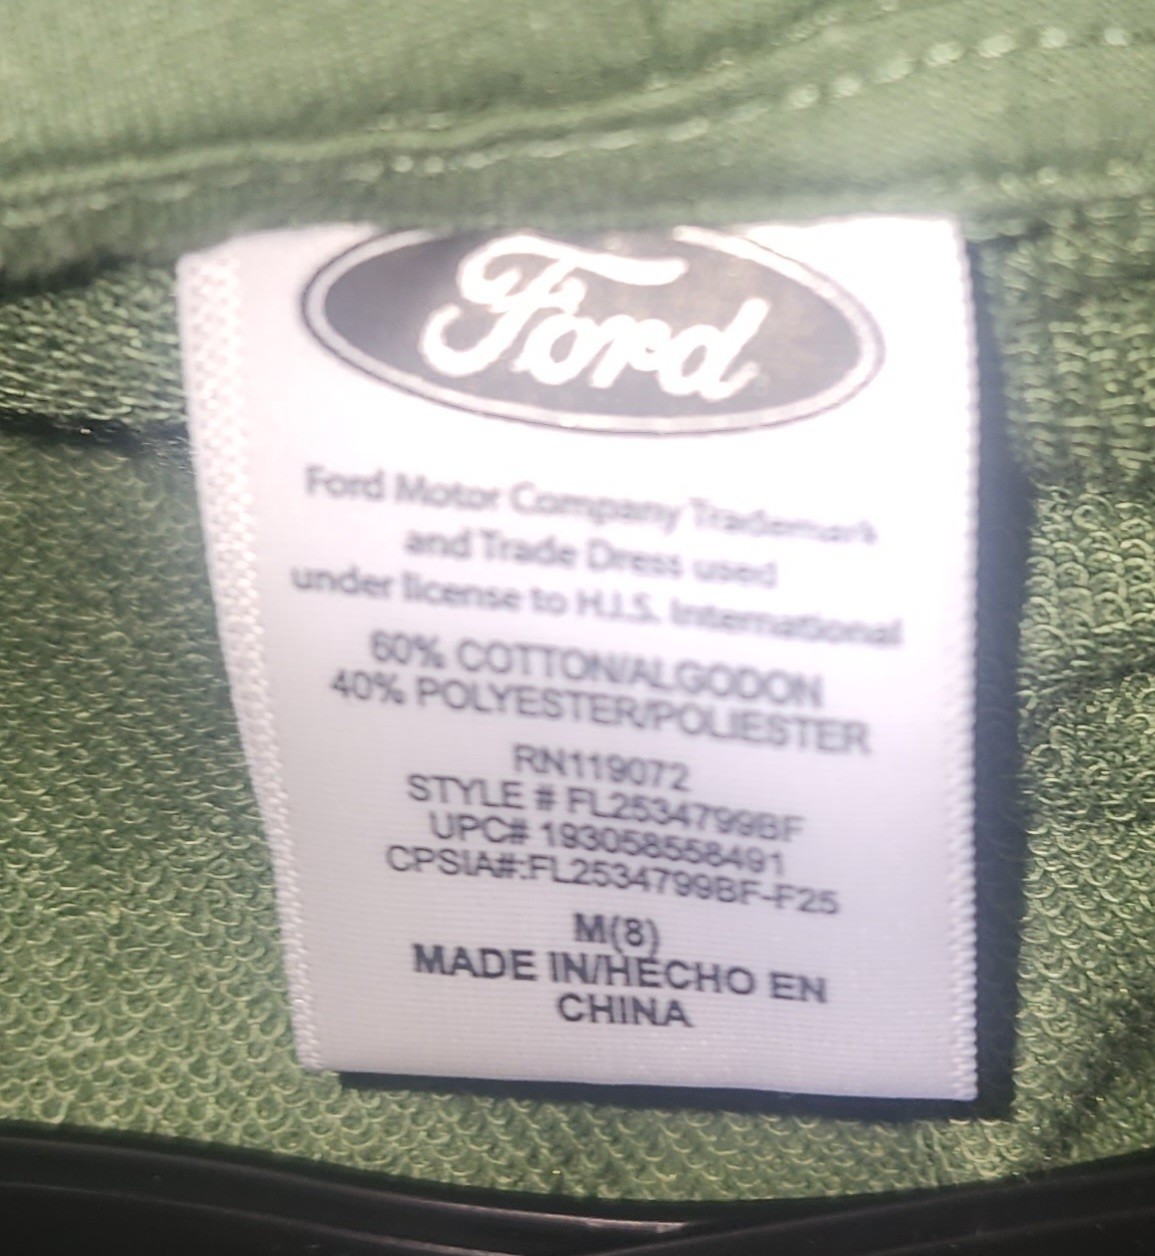 Ford
Ford Motor Company Trademark
and Trade Dress used
under license to H.I.S. International
60% COTTON/ALGODON
40% POLYESTER/POLIESTER
RN119072
STYLE # FL2534799BF
UPC# 193058558491
CPSIA#:FL2534799BF-F25
M(8)
MADE IN/HECHO EN
CHINA